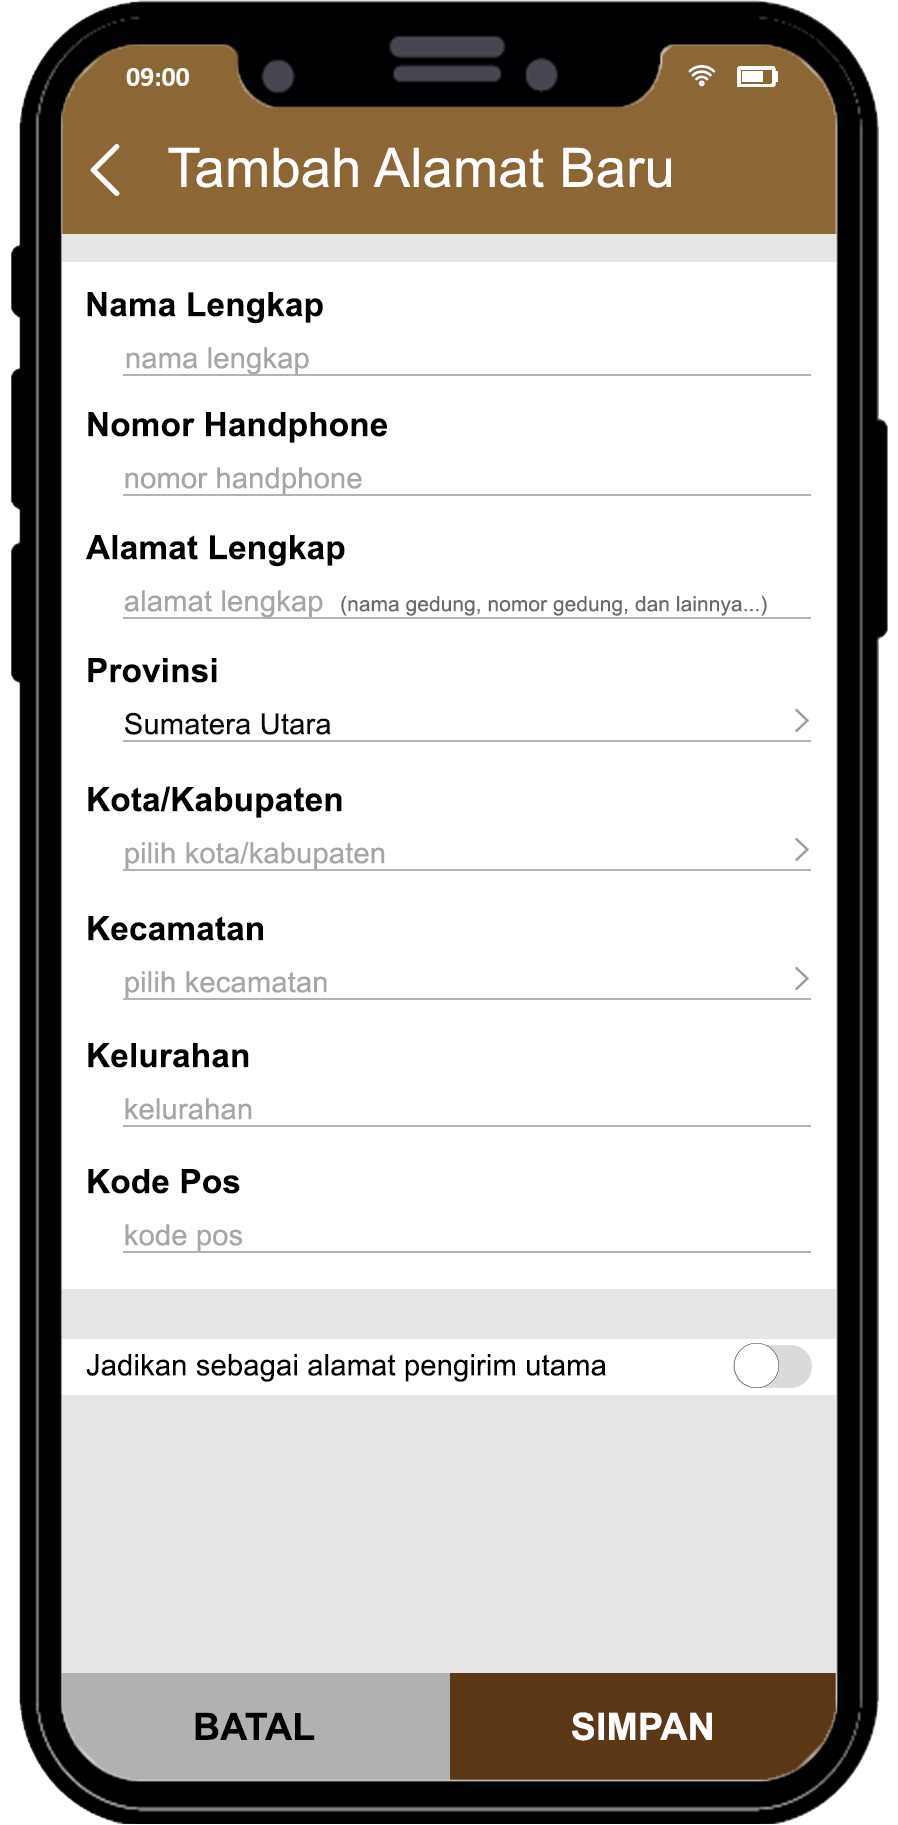 09:00
Tambah Alamat Baru
Nama Lengkap
nama lengkap
Nomor Handphone
nomor handphone
Alamat Lengkap
alamat lengkap (nama gedung, nomor gedung, dan lainnya...)
Provinsi
Sumatera Utara
Kota/Kabupaten
pilih kota/kabupaten
Kecamatan
pilih kecamatan
Kelurahan
kelurahan
Kode Pos
kode pos
Jadikan sebagai alamat pengirim utama
BATAL SIMPAN